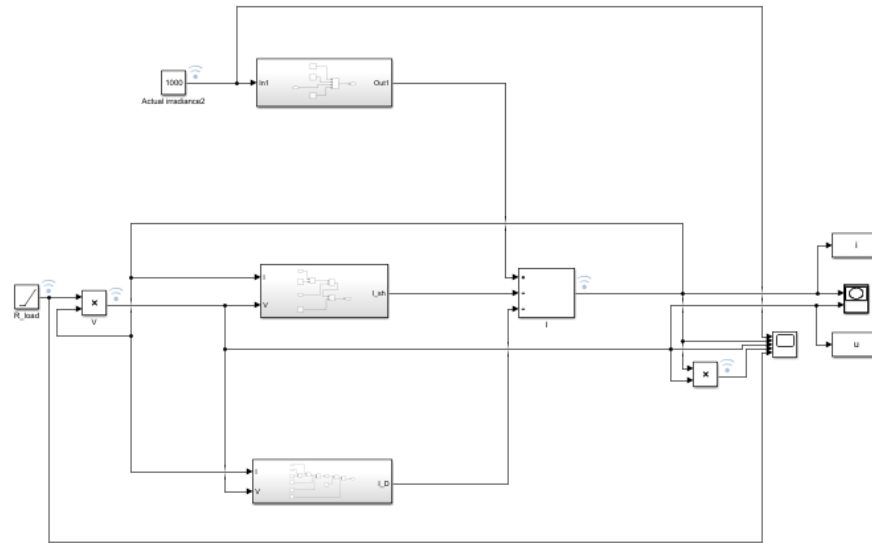 1000
In1
Out1
Actual irradiance2
I
V
I_sh
R_load
V
I
i
u
I
V
I_D